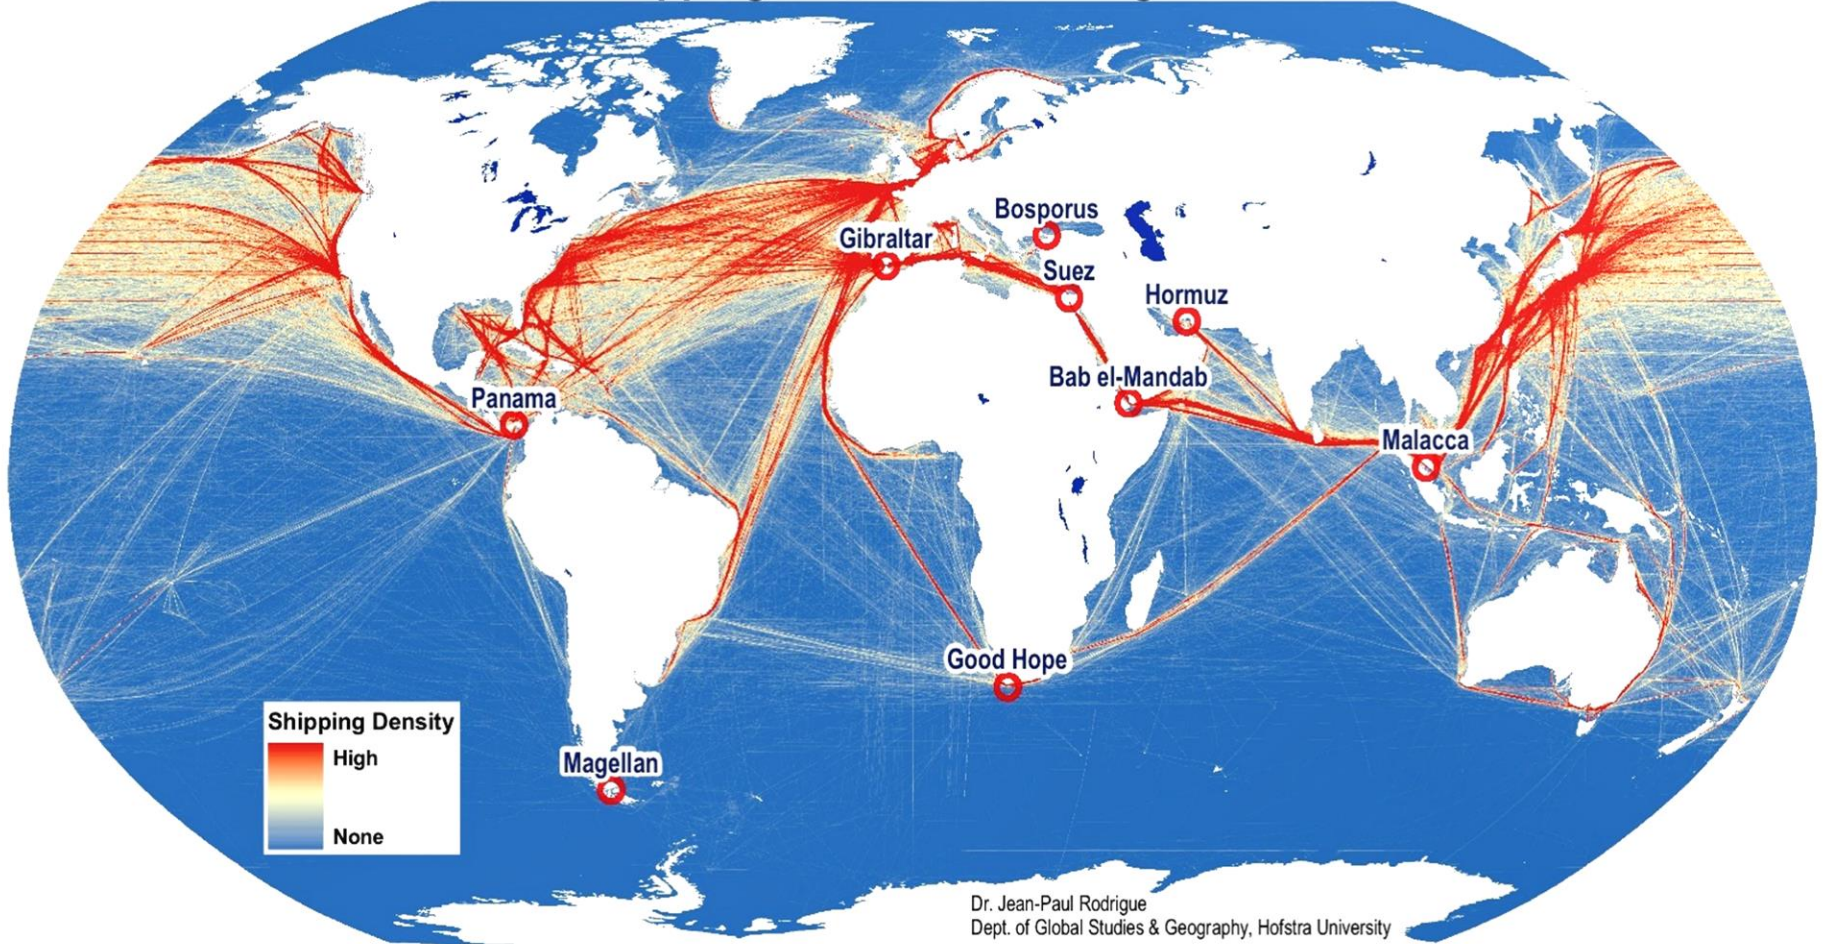 Bosporus
Gibraltar
Suez
Hormuz
Bab el-Mandab
Panama
Malacca
Good Hope
Magellan
Shipping Density
High
None
Dr. Jean-Paul Rodrigue
Dept. of Global Studies & Geography, Hofstra University